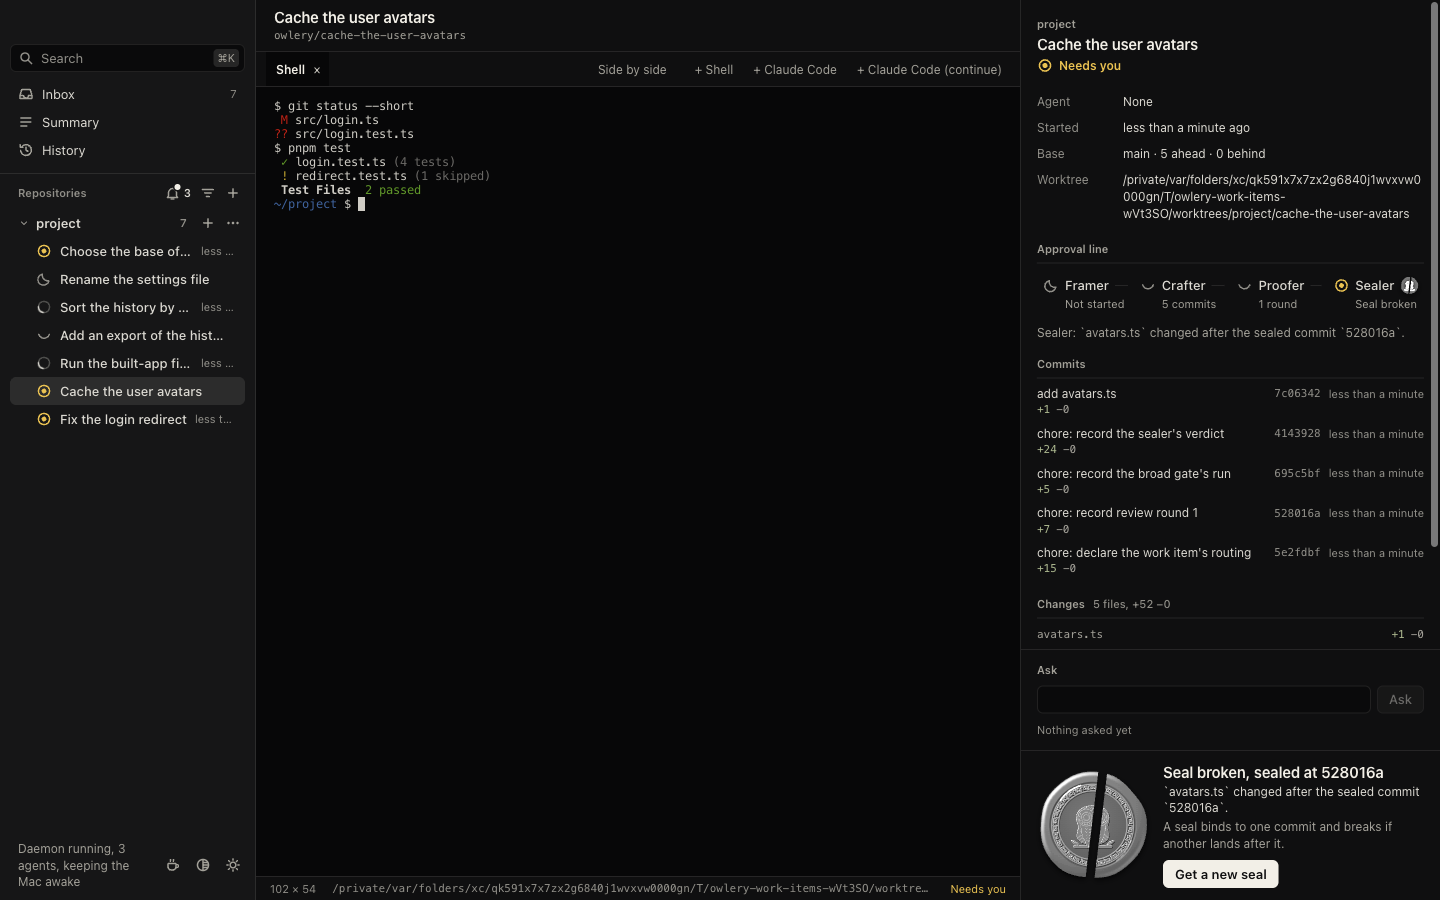 Search ⌘K
Inbox 7
Summary
History
Repositories 3
project 7
Choose the base of... less ...
Rename the settings file
Sort the history by ... less ...
Add an export of the hist...
Run the built-app fi... less ...
Cache the user avatars
Fix the login redirect less t...
Daemon running, 3
agents, keeping the
Mac awake
Cache the user avatars
owlery/cache-the-user-avatars
Shell ×
Side by side + Shell + Claude Code + Claude Code (continue)
$ git status --short
M src/login.ts
?? src/login.test.ts
$ pnpm test
✓ login.test.ts (4 tests)
! redirect.test.ts (1 skipped)
Test Files 2 passed
~/project $
102 × 54 /private/var/folders/xc/qk591x7x7zx2g6840j1wvxvw0000gn/T/owlery-work-items-wVt3SO/worktre... Needs you
project
Cache the user avatars
Needs you
Agent None
Started less than a minute ago
Base main · 5 ahead · 0 behind
Worktree /private/var/folders/xc/qk591x7x7zx2g6840j1wvxvw0
000gn/T/owlery-work-items-
wVt3SO/worktrees/project/cache-the-user-avatars
Approval line
Framer Crafter Proofer Sealer
Not started 5 commits 1 round Seal broken
Sealer: `avatars.ts` changed after the sealed commit `528016a`.
Commits
add avatars.ts 7c06342 less than a minute
+1 −0
chore: record the sealer's verdict 4143928 less than a minute
+24 −0
chore: record the broad gate's run 695c5bf less than a minute
+5 −0
chore: record review round 1 528016a less than a minute
+7 −0
chore: declare the work item's routing 5e2fdbf less than a minute
+15 −0
Changes 5 files, +52 −0
avatars.ts +1 −0
Ask
Ask
Nothing asked yet
Seal broken, sealed at 528016a
`avatars.ts` changed after the sealed commit
`528016a`.
A seal binds to one commit and breaks if
another lands after it.
Get a new seal